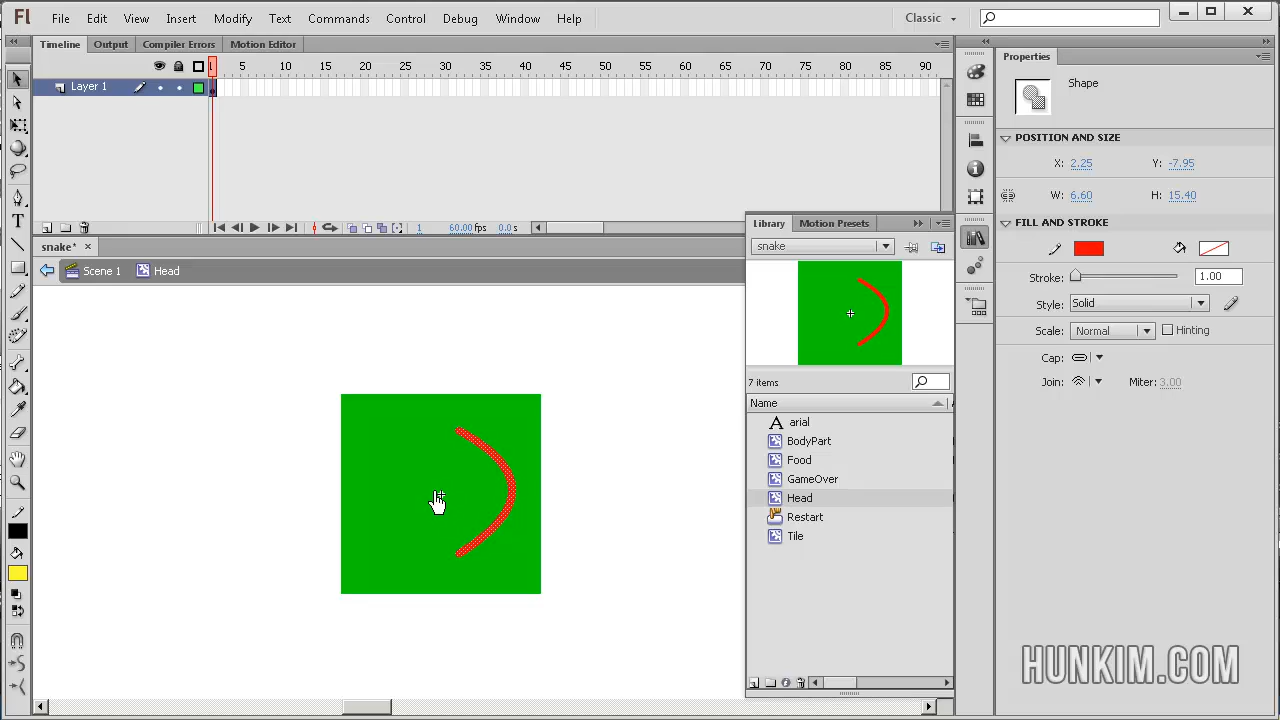 Fl File Edit View Insert Text Modify Commands Control Debug Window Help Classic
Timeline Output Compiler Errors Motion Editor
1 5 10 15 20 25 30 35 40 45 50 55 60 65 70 75 80 85 90
Layer 1
1 60.00 fps 0.0 s
snake*
Scene 1 Head
Library Motion Presets
snake
7 items
Name
arial
BodyPart
Food
GameOver
Head
Restart
Tile
Properties
Shape
POSITION AND SIZE
X: 2.25 Y: -7.95
W: 6.60 H: 15.40
FILL AND STROKE
Stroke: 1.00
Style: Solid
Scale: Normal Hinting
Cap:
Join: Miter: 3.00
T
HUNKIM.COM